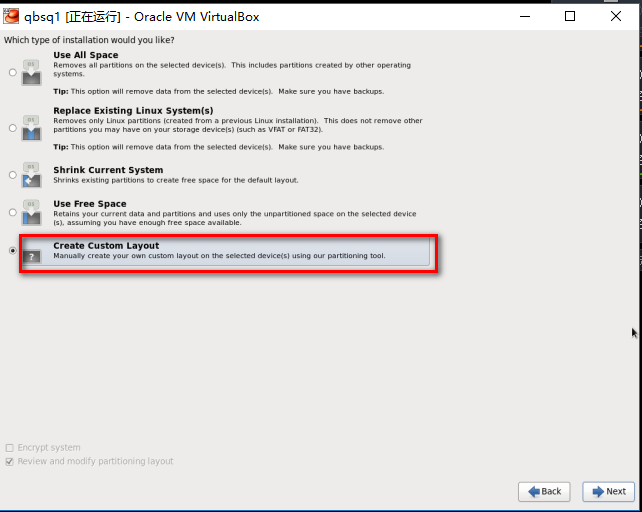 qbsq1 [正在运行] - Oracle VM VirtualBox
Which type of installation would you like?
Use All Space
Removes all partitions on the selected device(s). This includes partitions created by other operating
systems.
Tip: This option will remove data from the selected device(s). Make sure you have backups.
Replace Existing Linux System(s)
Removes only Linux partitions (created from a previous Linux installation). This does not remove other
partitions you may have on your storage device(s) (such as VFAT or FAT32).
Tip: This option will remove data from the selected device(s). Make sure you have backups.
Shrink Current System
Shrinks existing partitions to create free space for the default layout.
Use Free Space
Retains your current data and partitions and uses only the unpartitioned space on the selected device
(s), assuming you have enough free space available.
Create Custom Layout
?
Manually create your own custom layout on the selected device(s) using our partitioning tool.
Encrypt system
Review and modify partitioning layout
Back Next